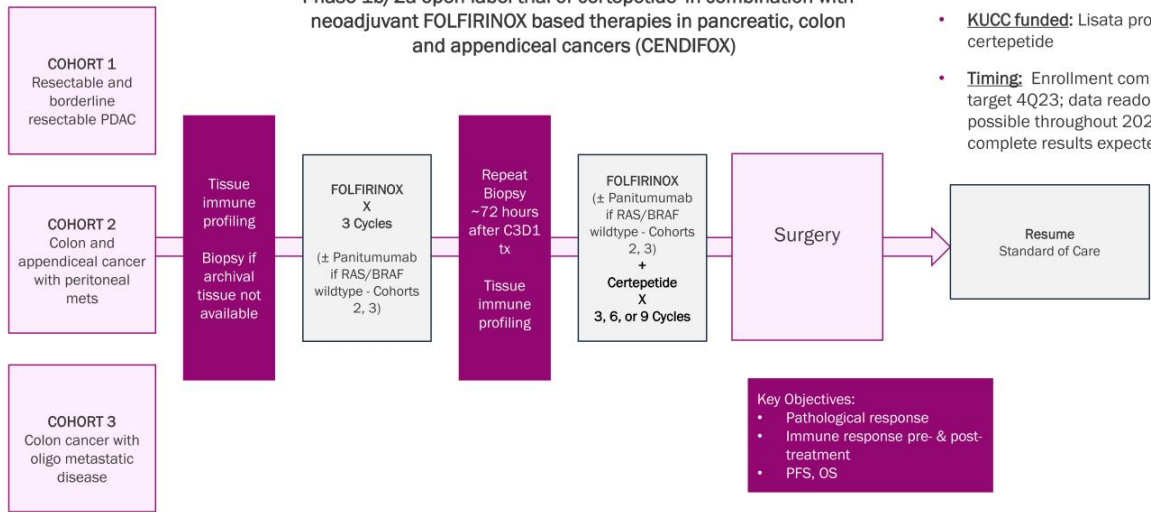 Phase 1b/2a open label trial of certepetide in combination with
neoadjuvant FOLFIRINOX based therapies in pancreatic, colon
and appendiceal cancers (CENDIFOX)
• KUCC funded: Lisata
certepetide
• Timing: Enrollment
target 4Q23; data
possible throughout
complete results
COHORT 1
Resectable and
borderline
resectable PDAC
COHORT 2
Colon and
appendiceal cancer
with peritoneal
mets
COHORT 3
Colon cancer with
oligo metastatic
disease
Tissue
immune
profiling
Biopsy if
archival
tissue not
available
FOLFIRINOX
X
3 Cycles
(± Panitumumab
if RAS/BRAF
wildtype - Cohorts
2, 3)
Repeat
Biopsy
~72 hours
after C3D1
tx
Tissue
immune
profiling
FOLFIRINOX
(± Panitumumab
if RAS/BRAF
wildtype - Cohorts
2, 3)
+
Certepetide
X
3, 6, or 9 Cycles
Surgery
Resume
Standard of Care
Key Objectives:
• Pathological response
• Immune response pre- & post-
treatment
• PFS, OS